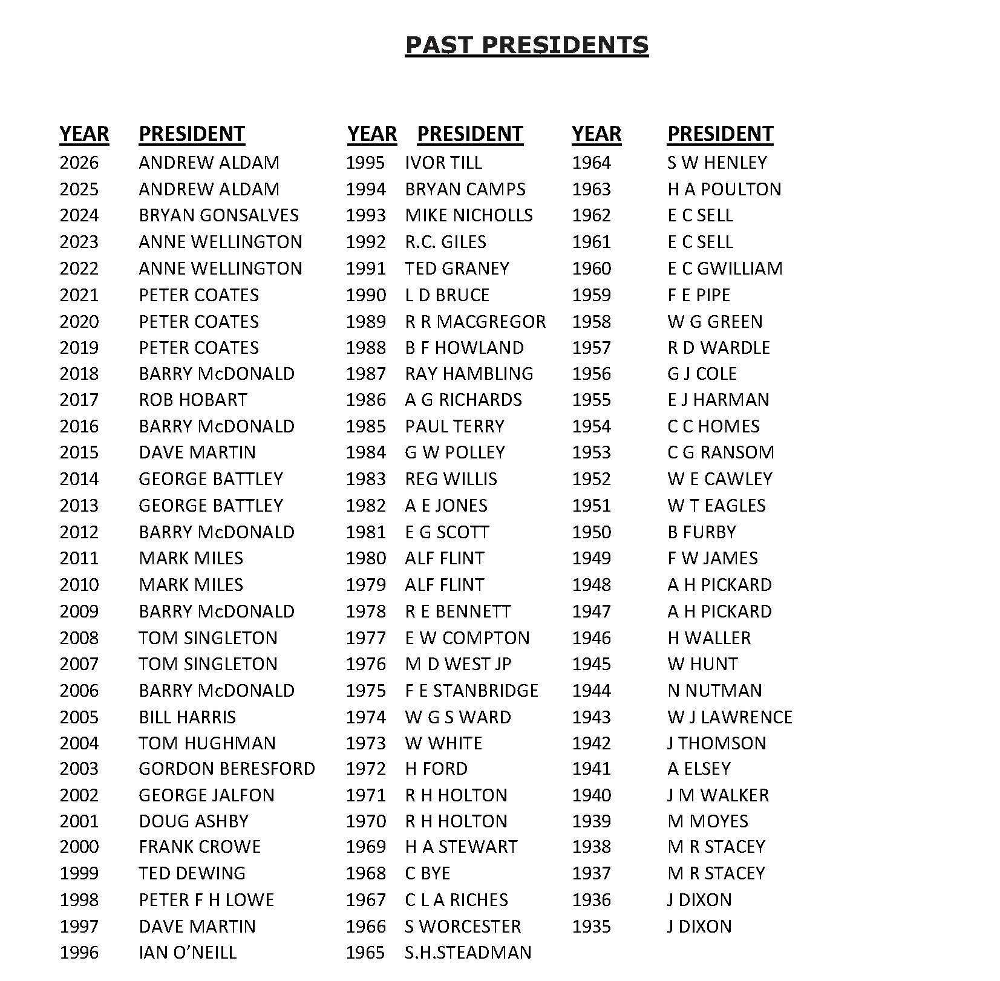 PAST PRESIDENTS
YEAR PRESIDENT YEAR PRESIDENT YEAR PRESIDENT
2026 ANDREW ALDAM 1995 IVOR TILL 1964 S W HENLEY
2025 ANDREW ALDAM 1994 BRYAN CAMPS 1963 H A POULTON
2024 BRYAN GONSALVES 1993 MIKE NICHOLLS 1962 E C SELL
2023 ANNE WELLINGTON 1992 R.C. GILES 1961 E C SELL
2022 ANNE WELLINGTON 1991 TED GRANEY 1960 E C GWILLIAM
2021 PETER COATES 1990 L D BRUCE 1959 F E PIPE
2020 PETER COATES 1989 R R MACGREGOR 1958 W G GREEN
2019 PETER COATES 1988 B F HOWLAND 1957 R D WARDLE
2018 BARRY McDONALD 1987 RAY HAMBLING 1956 G J COLE
2017 ROB HOBART 1986 A G RICHARDS 1955 E J HARMAN
2016 BARRY McDONALD 1985 PAUL TERRY 1954 C C HOMES
2015 DAVE MARTIN 1984 G W POLLEY 1953 C G RANSOM
2014 GEORGE BATTLEY 1983 REG WILLIS 1952 W E CAWLEY
2013 GEORGE BATTLEY 1982 A E JONES 1951 W T EAGLES
2012 BARRY McDONALD 1981 E G SCOTT 1950 B FURBY
2011 MARK MILES 1980 ALF FLINT 1949 F W JAMES
2010 MARK MILES 1979 ALF FLINT 1948 A H PICKARD
2009 BARRY McDONALD 1978 R E BENNETT 1947 A H PICKARD
2008 TOM SINGLETON 1977 E W COMPTON 1946 H WALLER
2007 TOM SINGLETON 1976 M D WEST JP 1945 W HUNT
2006 BARRY McDONALD 1975 F E STANBRIDGE 1944 N NUTMAN
2005 BILL HARRIS 1974 W G S WARD 1943 W J LAWRENCE
2004 TOM HUGHMAN 1973 W WHITE 1942 J THOMSON
2003 GORDON BERESFORD 1972 H FORD 1941 A ELSEY
2002 GEORGE JALFON 1971 R H HOLTON 1940 J M WALKER
2001 DOUG ASHBY 1970 R H HOLTON 1939 M MOYES
2000 FRANK CROWE 1969 H A STEWART 1938 M R STACEY
1999 TED DEWING 1968 C BYE 1937 M R STACEY
1998 PETER F H LOWE 1967 C L A RICHES 1936 J DIXON
1997 DAVE MARTIN 1966 S WORCESTER 1935 J DIXON
1996 IAN O’NEILL 1965 S.H.STEADMAN